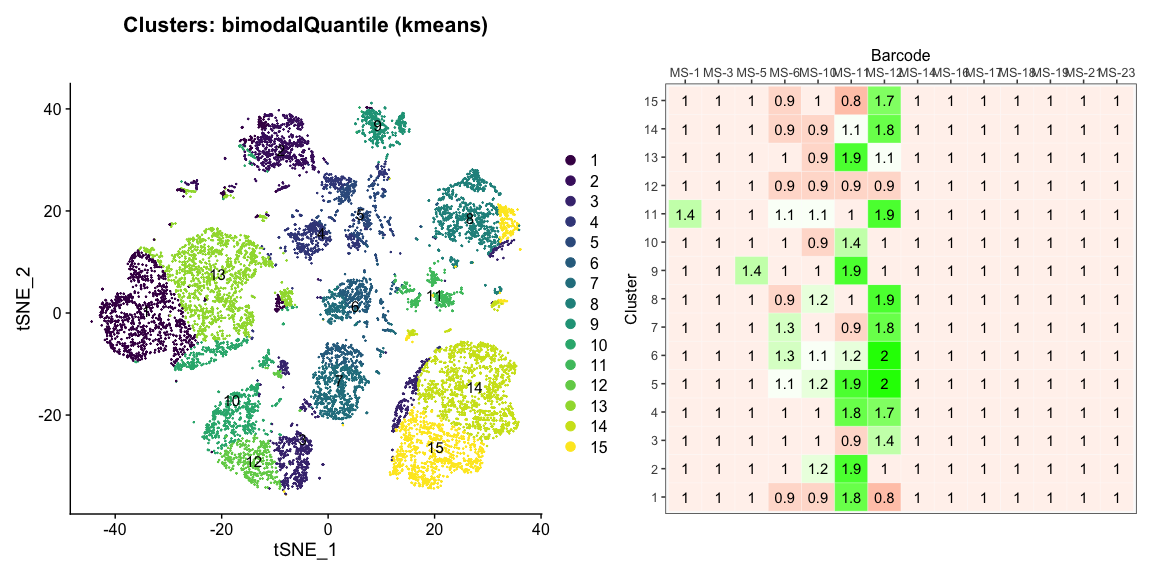 Clusters: bimodalQuantile (kmeans)
40
20
0
-20
-40
-20
0
20
40
tSNE_1
tSNE_2
9
8
13
11
6
7
14
10
15
12
1
2
3
4
5
6
7
8
9
10
11
12
13
14
15
Barcode
MS-1 MS-3 MS-5 MS-6 MS-10 MS-11 MS-12 MS-14 MS-16 MS-17 MS-18 MS-19 MS-21 MS-23
Cluster
15 1 1 1 0.9 1 0.8 1.7 1 1 1 1 1 1 1
14 1 1 1 0.9 0.9 1.1 1.8 1 1 1 1 1 1 1
13 1 1 1 1 0.9 1.9 1.1 1 1 1 1 1 1 1
12 1 1 1 0.9 0.9 0.9 0.9 1 1 1 1 1 1 1
11 1.4 1 1 1.1 1.1 1 1.9 1 1 1 1 1 1 1
10 1 1 1 1 0.9 1.4 1 1 1 1 1 1 1 1
9 1 1 1.4 1 1 1.9 1 1 1 1 1 1 1 1
8 1 1 1 0.9 1.2 1 1.9 1 1 1 1 1 1 1
7 1 1 1 1.3 1 0.9 1.8 1 1 1 1 1 1 1
6 1 1 1 1.3 1.1 1.2 2 1 1 1 1 1 1 1
5 1 1 1 1.1 1.2 1.9 2 1 1 1 1 1 1 1
4 1 1 1 1 1 1.8 1.7 1 1 1 1 1 1 1
3 1 1 1 1 1 0.9 1.4 1 1 1 1 1 1 1
2 1 1 1 1 1.2 1.9 1 1 1 1 1 1 1 1
1 1 1 1 0.9 0.9 1.8 0.8 1 1 1 1 1 1 1